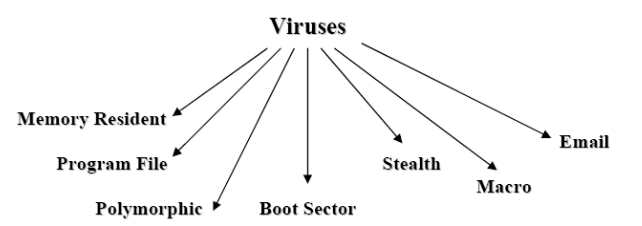 Viruses
Memory Resident
Program File
Polymorphic
Boot Sector
Stealth
Macro
Email